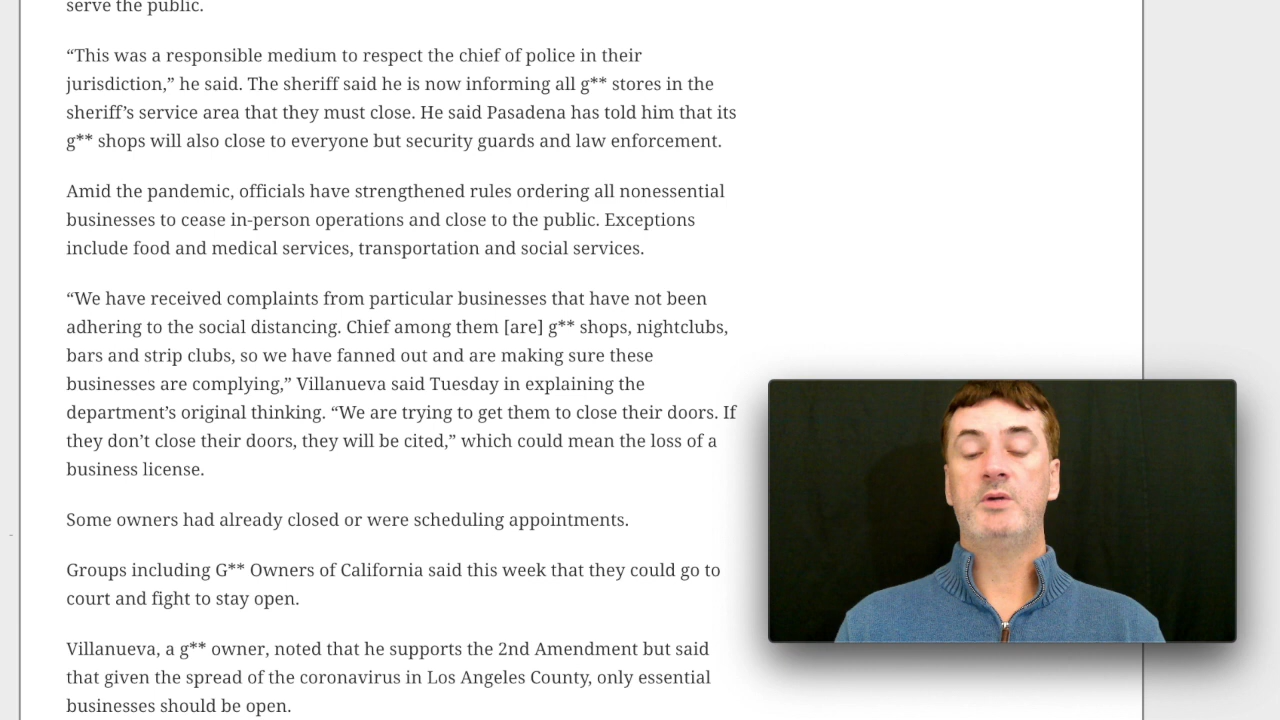 serve the public.
“This was a responsible medium to respect the chief of police in their
jurisdiction,” he said. The sheriff said he is now informing all g** stores in the
sheriff’s service area that they must close. He said Pasadena has told him that its
g** shops will also close to everyone but security guards and law enforcement.
Amid the pandemic, officials have strengthened rules ordering all nonessential
businesses to cease in-person operations and close to the public. Exceptions
include food and medical services, transportation and social services.
“We have received complaints from particular businesses that have not been
adhering to the social distancing. Chief among them [are] g** shops, nightclubs,
bars and strip clubs, so we have fanned out and are making sure these
businesses are complying,” Villanueva said Tuesday in explaining the
department’s original thinking. “We are trying to get them to close their doors. If
they don’t close their doors, they will be cited,” which could mean the loss of a
business license.
Some owners had already closed or were scheduling appointments.
Groups including G** Owners of California said this week that they could go to
court and fight to stay open.
Villanueva, a g** owner, noted that he supports the 2nd Amendment but said
that given the spread of the coronavirus in Los Angeles County, only essential
businesses should be open.